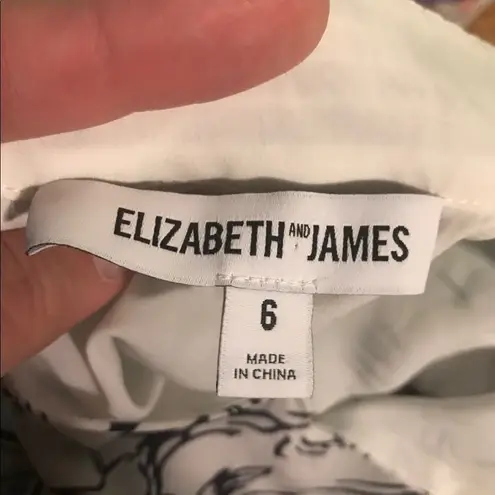 ELIZABETH AND JAMES
6
MADE
IN CHINA